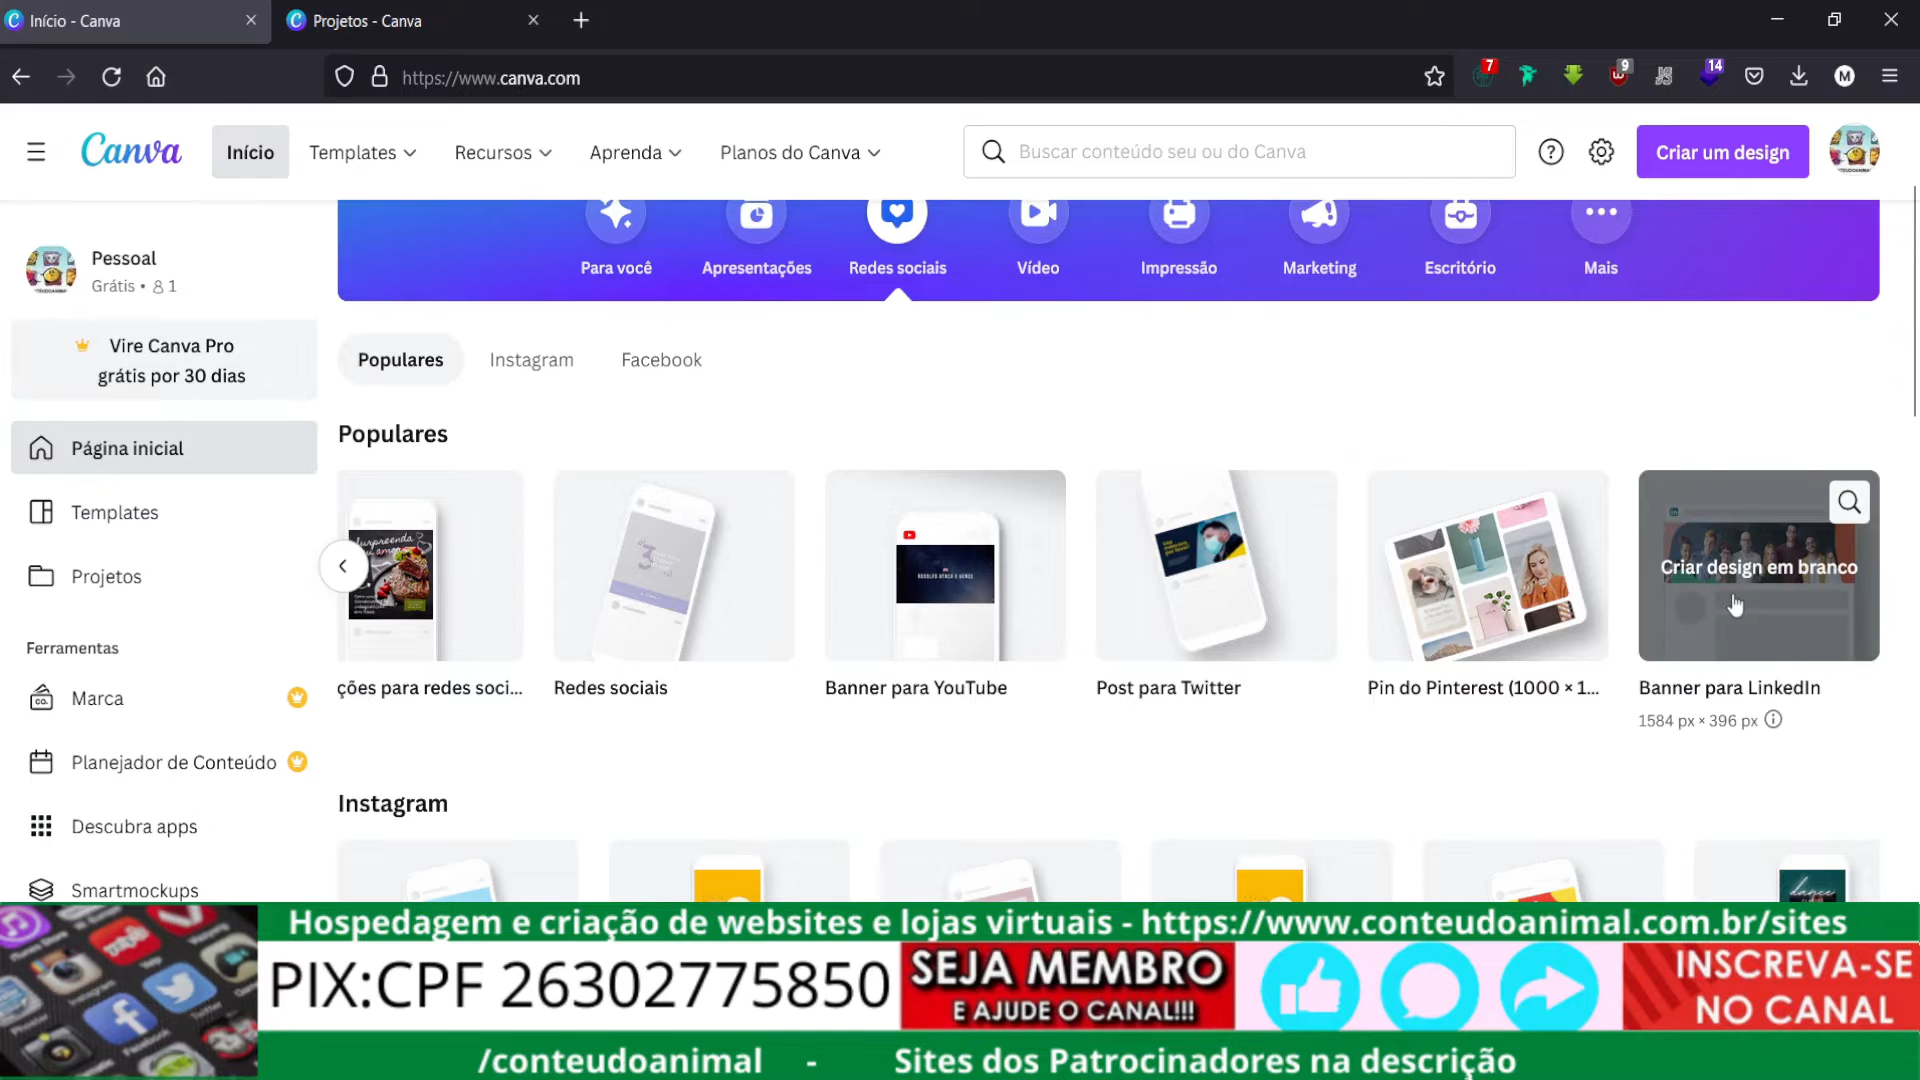 Início - Canva
Projetos - Canva
https://www.canva.com
7
9
14
M
Canva
Início
Templates
Recursos
Aprenda
Planos do Canva
Buscar conteúdo seu ou do Canva
Criar um design
Pessoal
Grátis • 1
Vire Canva Pro
grátis por 30 dias
Página inicial
Templates
Projetos
Ferramentas
Marca
Planejador de Conteúdo
Descubra apps
Smartmockups
Para você
Apresentações
Redes sociais
Vídeo
Impressão
Marketing
Escritório
Mais
Populares
Instagram
Facebook
Populares
Criar design em branco
ções para redes soci...
Redes sociais
Banner para YouTube
Post para Twitter
Pin do Pinterest (1000 × 1...
Banner para LinkedIn
1584 px × 396 px
Instagram
Hospedagem e criação de websites e lojas virtuais - https://www.conteudoanimal.com.br/sites
PIX:CPF 26302775850
SEJA MEMBRO
E AJUDE O CANAL!!!
INSCREVA-SE
NO CANAL
/conteudoanimal - Sites dos Patrocinadores na descrição